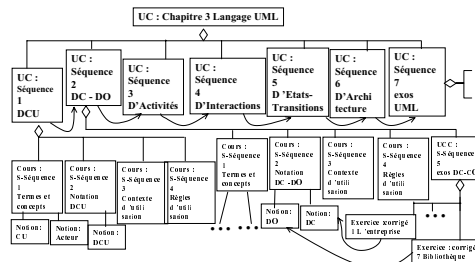 UC : Chapitre 3 Langage UML
UC :
Séquence
1
DCU
UC :
Séquence
2
DC - DO
UC :
Séquence
3
D'Activités
UC :
Séquence
4
D'Interactions
UC :
Séquence
5
D 'Etats-
Transitions
UC :
Séquence
6
D'Archi
tecture
UC :
Séquence
7
exos
UML
Cours :
S-Séquence
1
Termes et
concepts
Cours :
S-Séquence
2
Notation
DCU
Cours :
S-Séquence
3
Contexte
d 'utili
sation
Cours :
S-Séquence
4
Règles
d 'utili
sation
Cours :
S-Séquence
1
Termes et
concepts
Cours :
S-Séquence
2
Notation
DC -DO
Cours :
S-Séquence
3
Contexte
d 'utili
sation
Cours :
S-Séquence
4
Règles
d 'utili
sation
UCC :
S-Séquence
5
exos DC-CO
Notion:
CU
Notion:
Acteur
Notion:
DCU
Notion:
DO
Notion:
DC
Exercice :corrigé
1 L 'entreprise
Exercice :corrigé
7 Bibliothèque